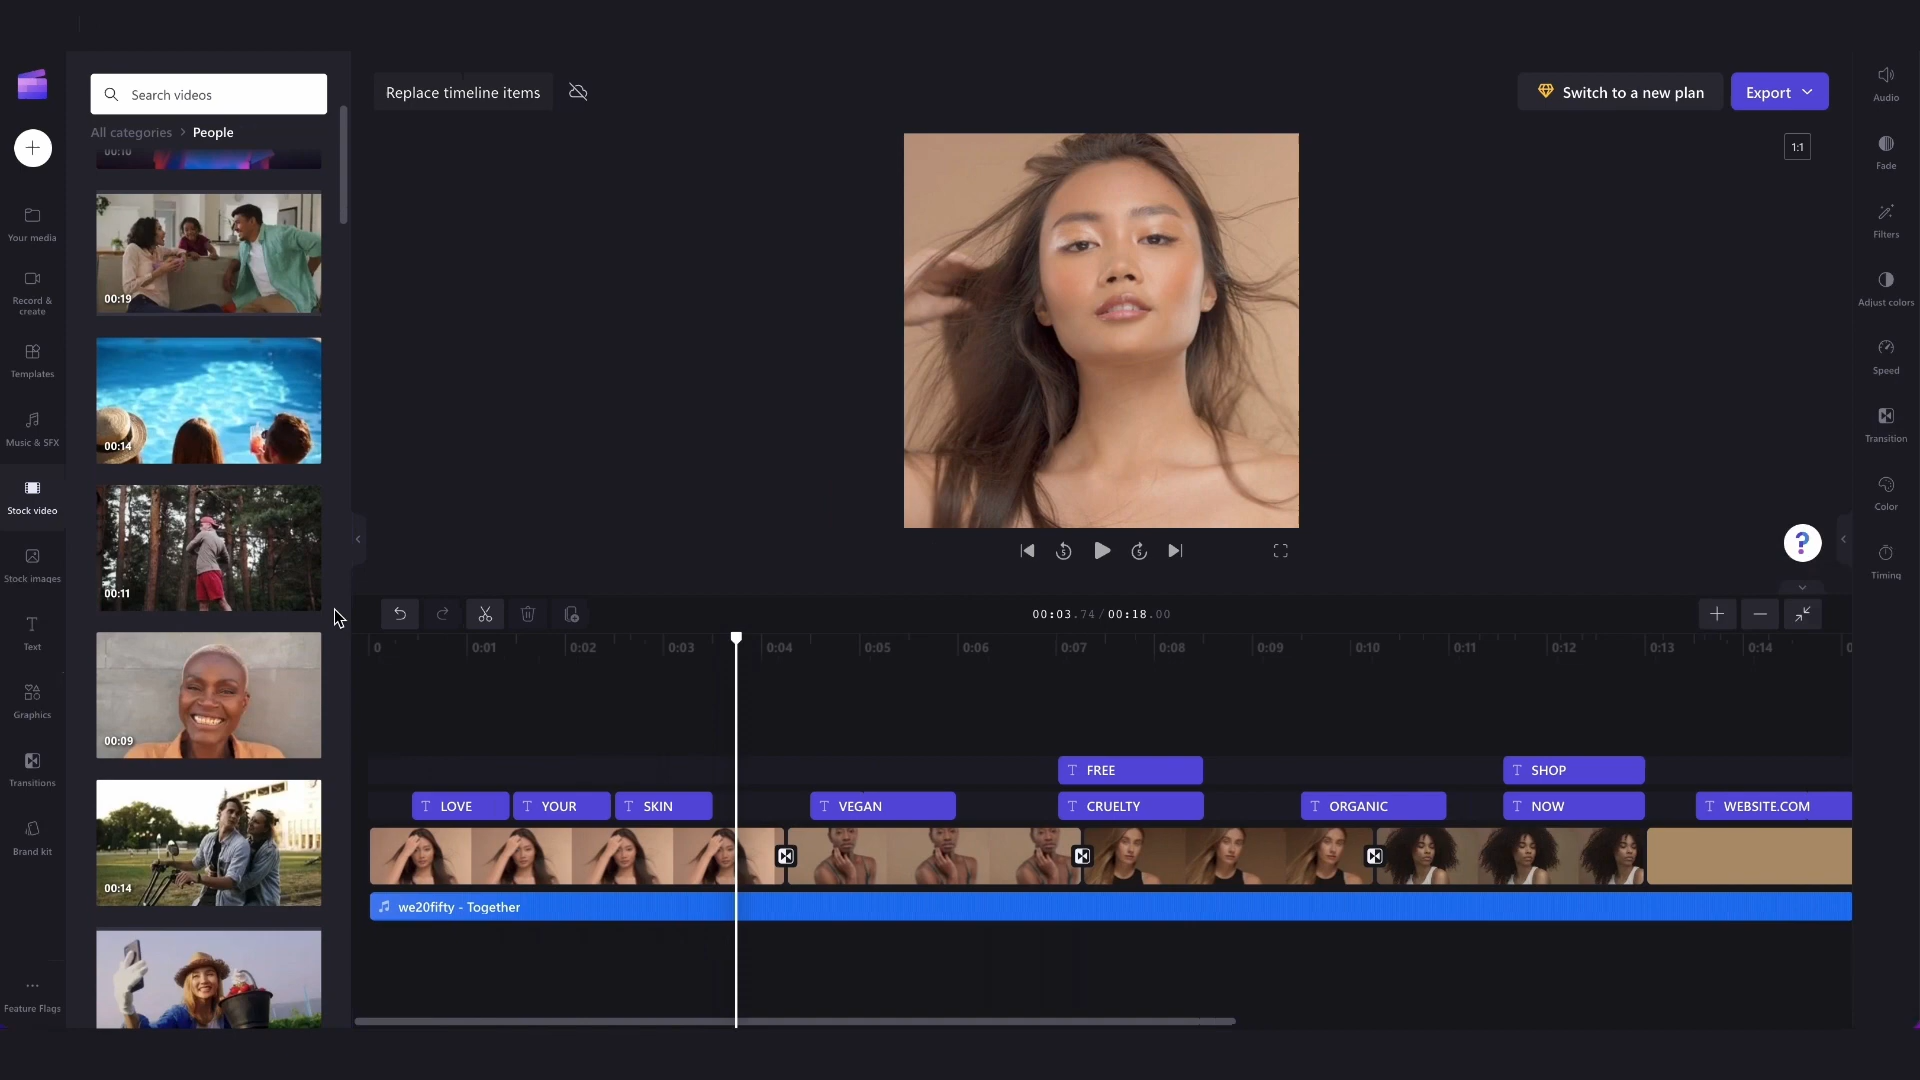 Search videos
All categories > People
00:10
00:19
00:14
00:11
00:09
00:14
Your media
Record &
create
Templates
Music & SFX
Stock video
Stock images
Text
Graphics
Transitions
Brand kit
Feature Flags
Replace timeline items
Switch to a new plan
Export
1:1
5
5
?
Audio
Fade
Filters
Adjust colors
Speed
Transition
Color
Timing
00:03.74/00:18.00
0 0:01 0:02 0:03 0:04 0:05 0:06 0:07 0:08 0:09 0:10 0:11 0:12 0:13 0:14
T FREE T SHOP
T LOVE T YOUR T SKIN T VEGAN T CRUELTY T ORGANIC T NOW T WEBSITE.COM
we20fifty - Together